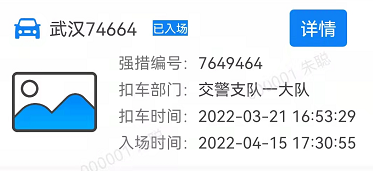 武汉74664 已入场 详情
强措编号：7649464
扣车部门：交警支队一大队
扣车时间：2022-03-21 16:53:29
入场时间：2022-04-15 17:30:55